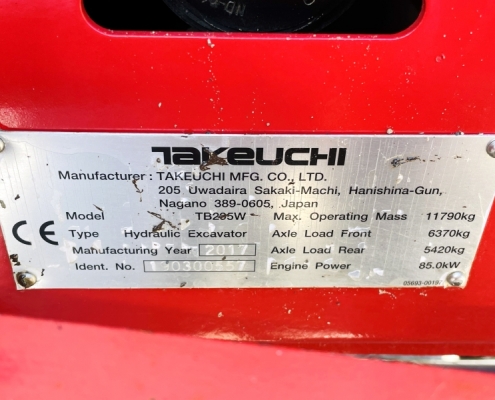 TAKEUCHI
Manufacturer : TAKEUCHI MFG. CO., LTD.
205 Uwadaira Sakaki-Machi, Hanishina-Gun,
Nagano 389-0605, Japan
Model TB295W Max. Operating Mass 11790kg
CE Type Hydraulic Excavator Axle Load Front 6370kg
Manufacturing Year 2017 Axle Load Rear 5420kg
Ident. No. Engine Power 85.0kW